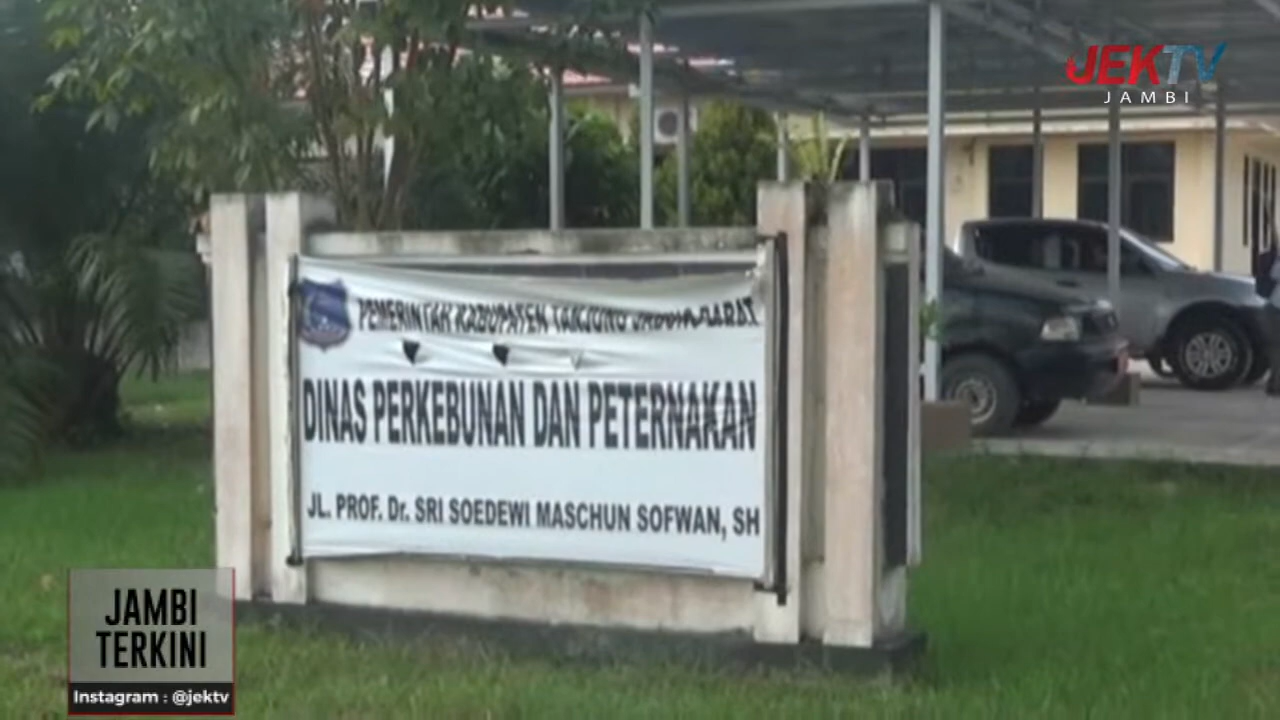 JEKTV
JAMBI
PEMERINTAH KABUPATEN TANJUNG JABUNG BARAT
DINAS PERKEBUNAN DAN PETERNAKAN
JL. PROF. Dr. SRI SOEDEWI MASCHUN SOFWAN, SH
JAMBI
TERKINI
Instagram : @jektv